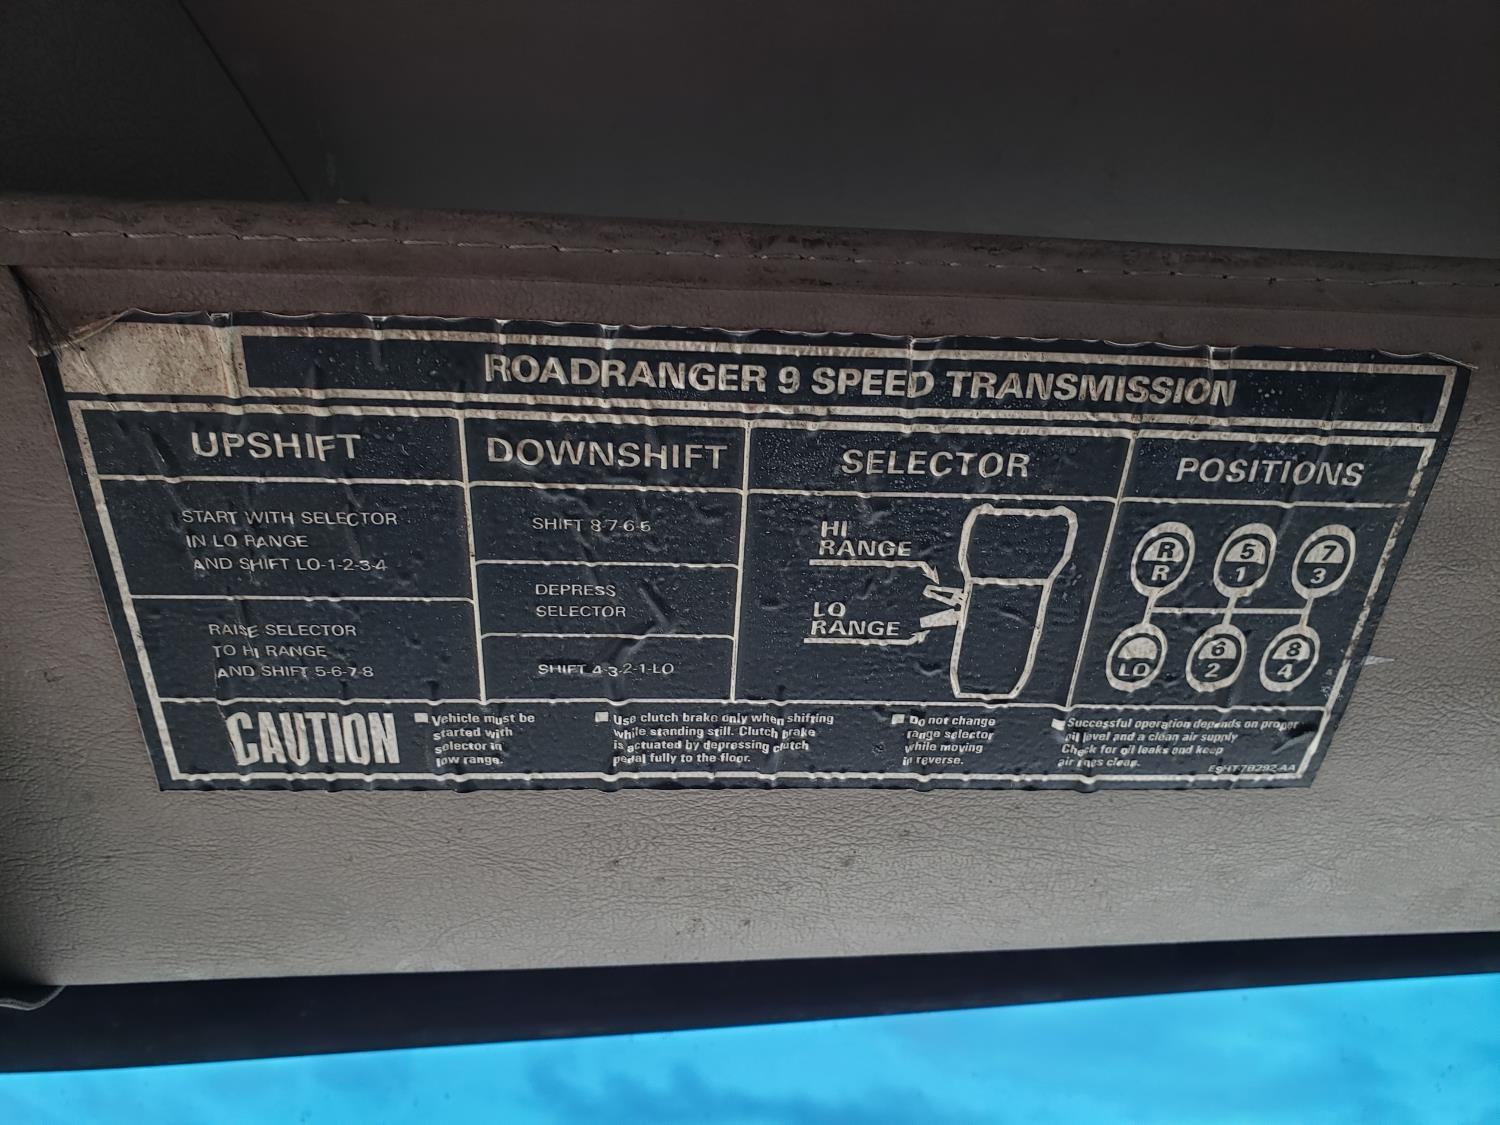 ROADRANGER 9 SPEED TRANSMISSION
UPSHIFT
START WITH SELECTOR
IN LO RANGE
AND SHIFT LO-1-2-3-4
RAISE SELECTOR
TO HI RANGE
AND SHIFT 5-6-7-8
DOWNSHIFT
SHIFT 8-7-6-5
DEPRESS
SELECTOR
SHIFT 4-3-2-1-LO
SELECTOR
HI
RANGE
LO
RANGE
POSITIONS
R 5 7
R 1 3
6 8
LO 2 4
CAUTION
Vehicle must be
started with
selector in
low range.
Use clutch brake only when shifting
while standing still. Clutch brake
is actuated by depressing clutch
pedal fully to the floor.
Do not change
range selector
while moving
in reverse.
Successful operation depends on proper
oil level and a clean air supply
Check for oil leaks and keep
air lines clean.
E9HT-7B292-AA